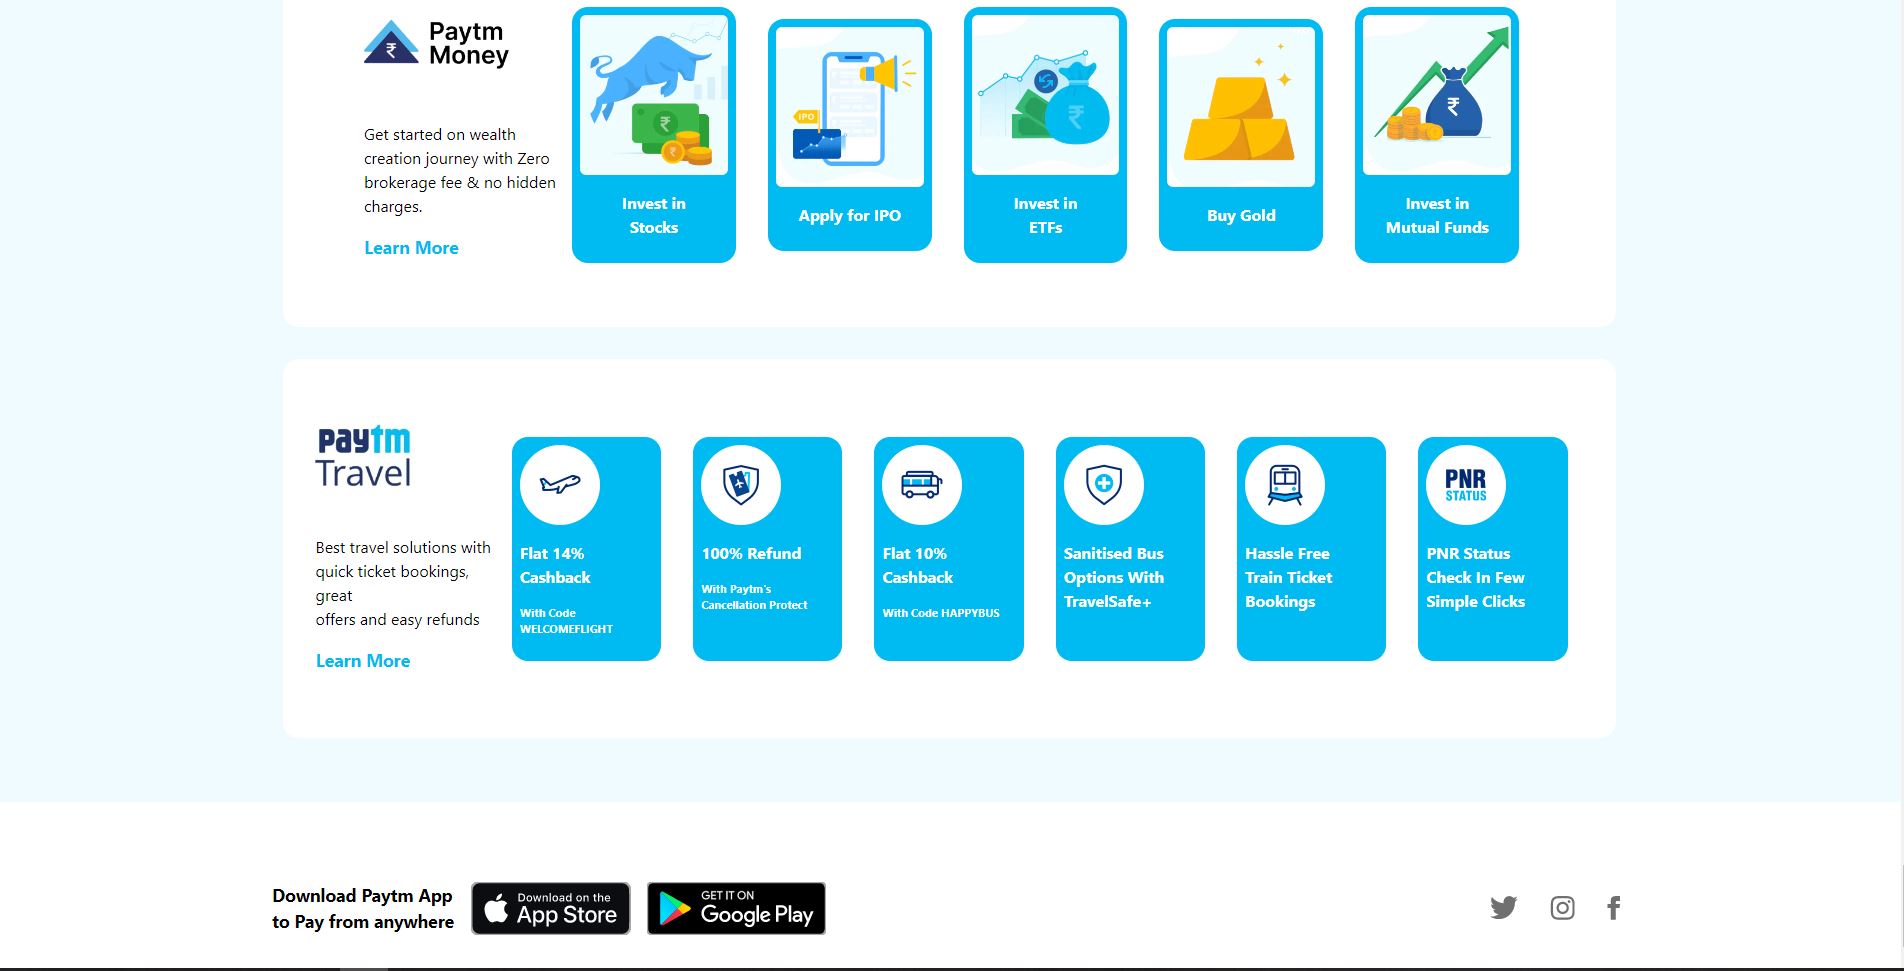 Paytm
Money
Get started on wealth
creation journey with Zero
brokerage fee & no hidden
charges.
Learn More
₹
₹
₹
Invest in
Stocks
IPO
Apply for IPO
₹
Invest in
ETFs
Buy Gold
₹
Invest in
Mutual Funds
paytm
Travel
Best travel solutions with
quick ticket bookings,
great
offers and easy refunds
Learn More
Flat 14%
Cashback
With Code
WELCOMEFLIGHT
100% Refund
With Paytm's
Cancellation Protect
Flat 10%
Cashback
With Code HAPPYBUS
Sanitised Bus
Options With
TravelSafe+
Hassle Free
Train Ticket
Bookings
PNR
STATUS
PNR Status
Check In Few
Simple Clicks
Download Paytm App
to Pay from anywhere
Download on the
App Store
GET IT ON
Google Play